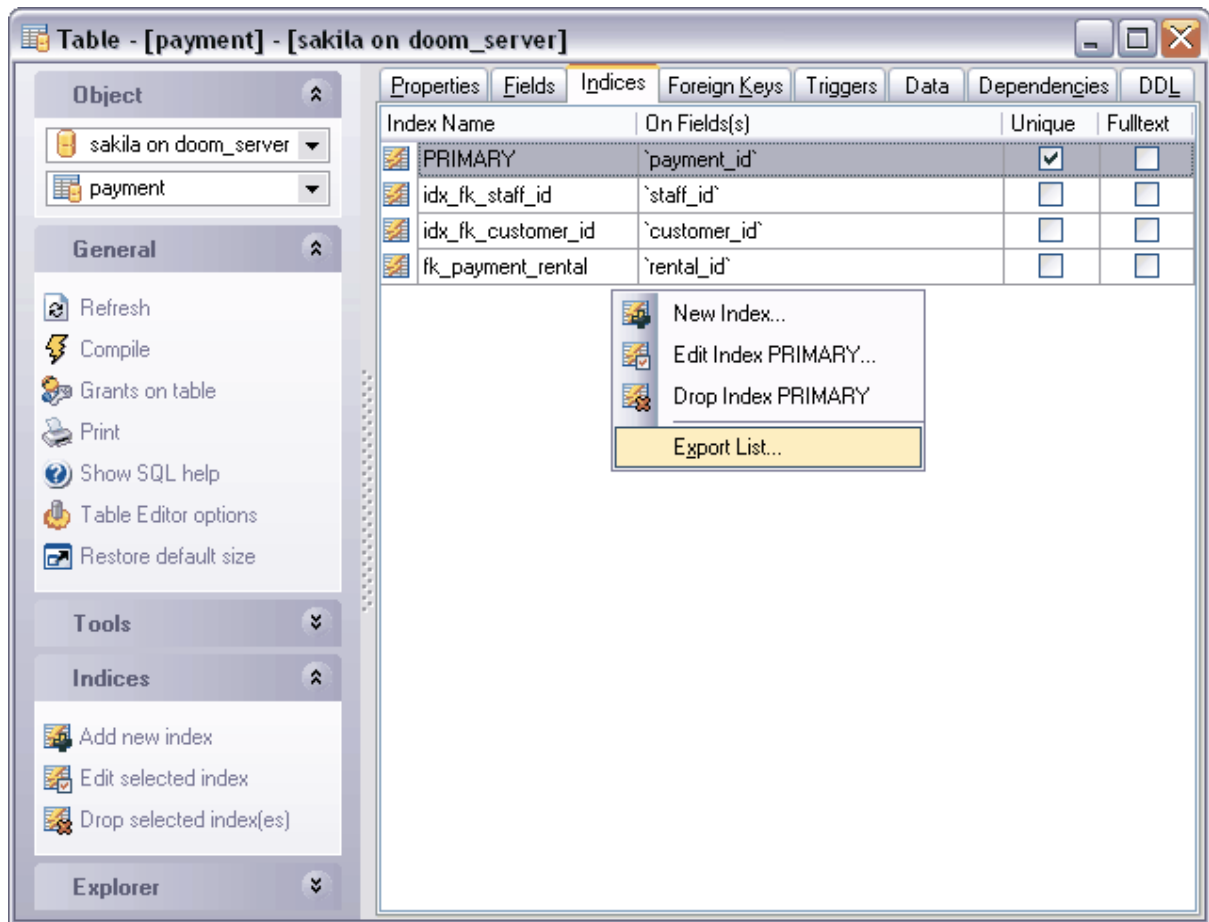 Table - [payment] - [sakila on doom_server]
Object
sakila on doom_server
payment
General
Refresh
Compile
Grants on table
Print
Show SQL help
Table Editor options
Restore default size
Tools
Indices
Add new index
Edit selected index
Drop selected index(es)
Explorer
Properties Fields Indices Foreign Keys Triggers Data Dependencies DDL
Index Name On Fields(s) Unique Fulltext
PRIMARY `payment_id`
idx_fk_staff_id `staff_id`
idx_fk_customer_id `customer_id`
fk_payment_rental `rental_id`
New Index...
Edit Index PRIMARY...
Drop Index PRIMARY
Export List...